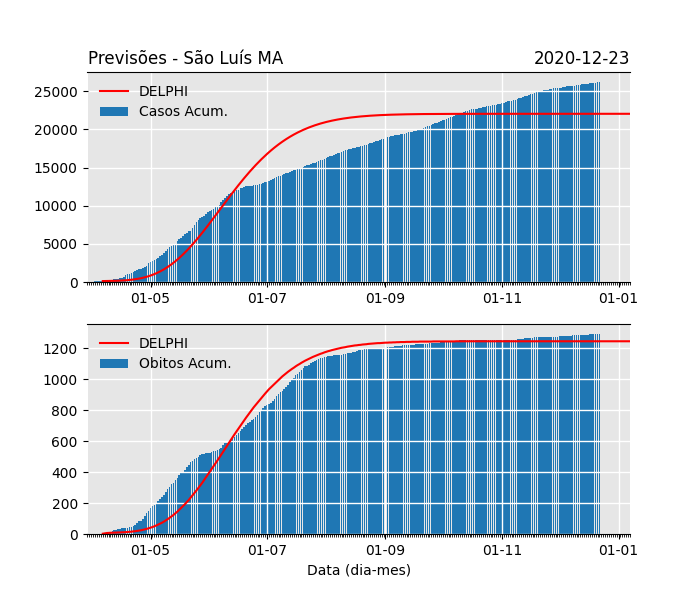 Previsões - São Luís MA 2020-12-23
25000
20000
15000
10000
5000
0
DELPHI
Casos Acum.
01-05 01-07 01-09 01-11 01-01
1200
1000
800
600
400
200
0
DELPHI
Obitos Acum.
01-05 01-07 01-09 01-11 01-01
Data (dia-mes)